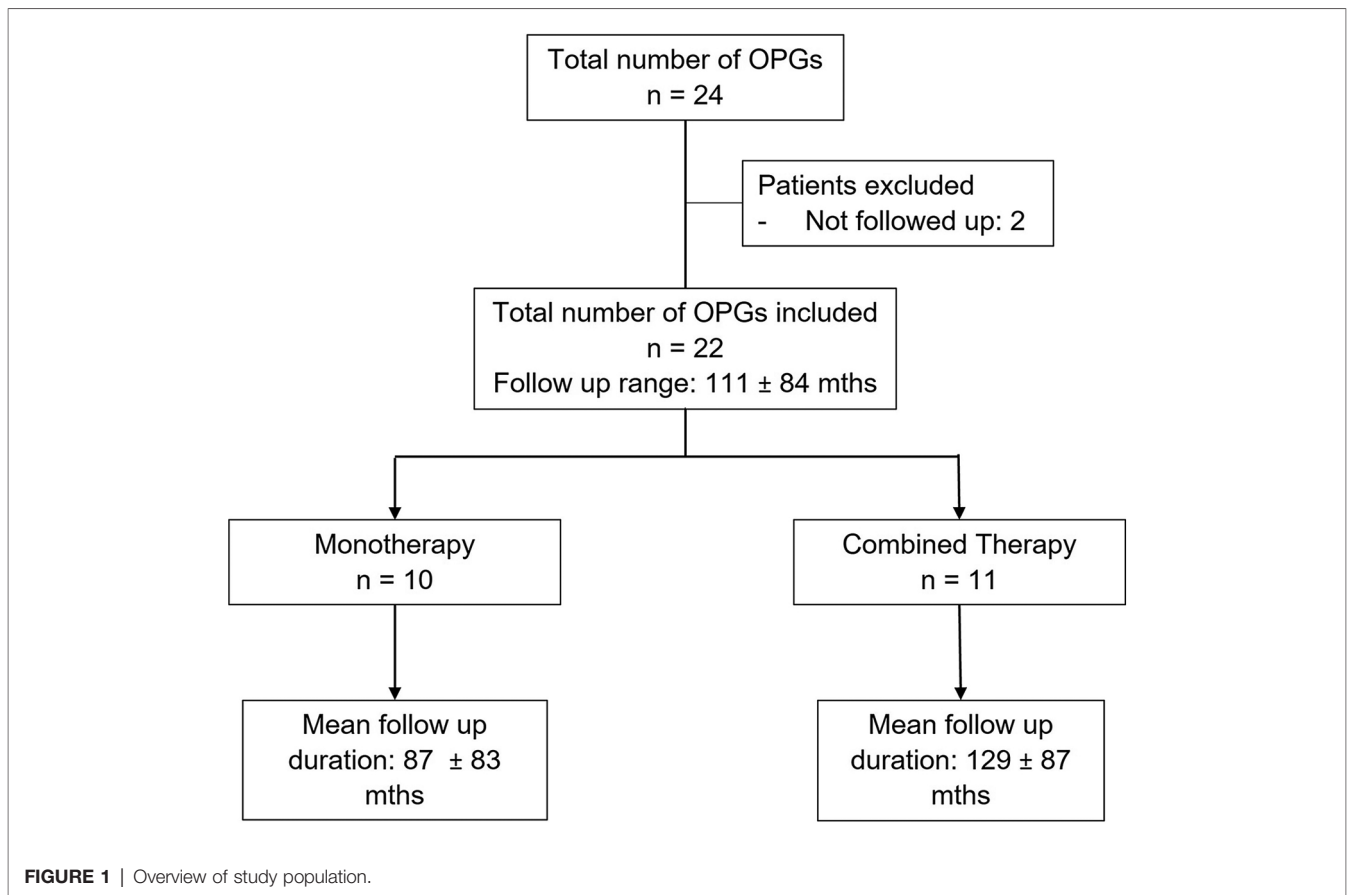 Total number of OPGs
n = 24
Patients excluded
- Not followed up: 2
Total number of OPGs included
n = 22
Follow up range: 111 ± 84 mths
Monotherapy
n = 10
Combined Therapy
n = 11
Mean follow up
duration: 87 ± 83
mths
Mean follow up
duration: 129 ± 87
mths
FIGURE 1 | Overview of study population.